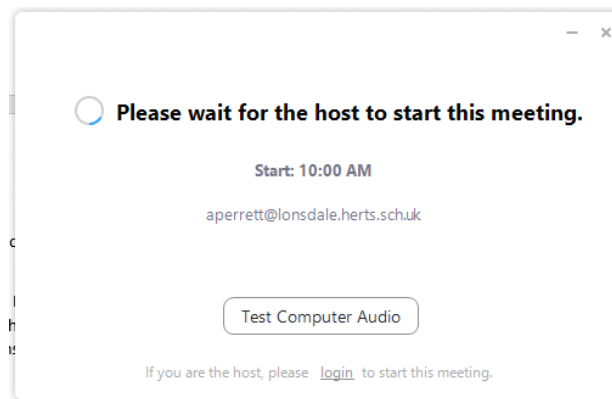 Please wait for the host to start this meeting.
Start: 10:00 AM
aperrett@lonsdale.herts.sch.uk
Test Computer Audio
If you are the host, please login to start this meeting.